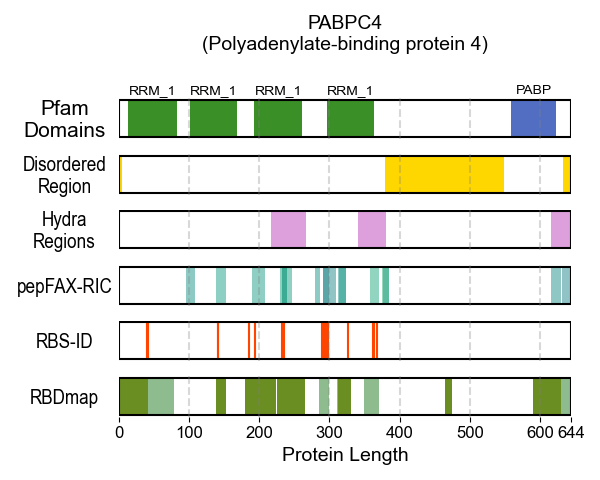 PABPC4
(Polyadenylate-binding protein 4)
RRM_1 RRM_1 RRM_1 RRM_1 PABP
Pfam
Domains
Disordered
Region
Hydra
Regions
pepFAX-RIC
RBS-ID
RBDmap
0 100 200 300 400 500 600 644
Protein Length